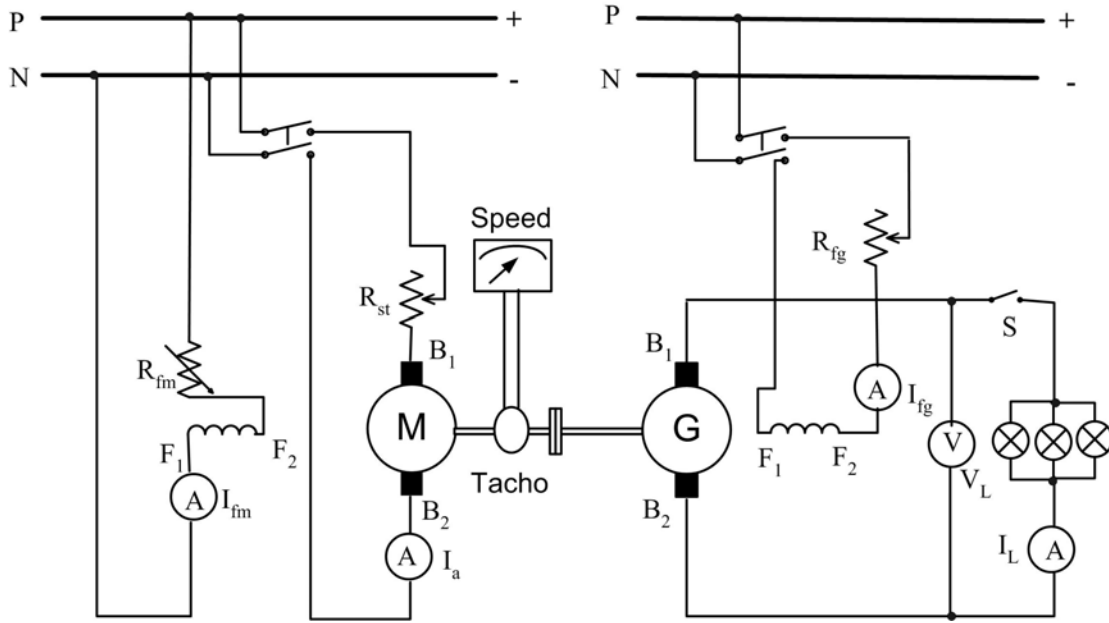 P + P +
N - N -
Speed
R_fg
R_st
S
B_1 B_1
R_fm
A I_fg
M G
V
F_1 F_2 F_1 F_2
V_L
Tacho
A I_fm
B_2 B_2
A I_a
I_L A